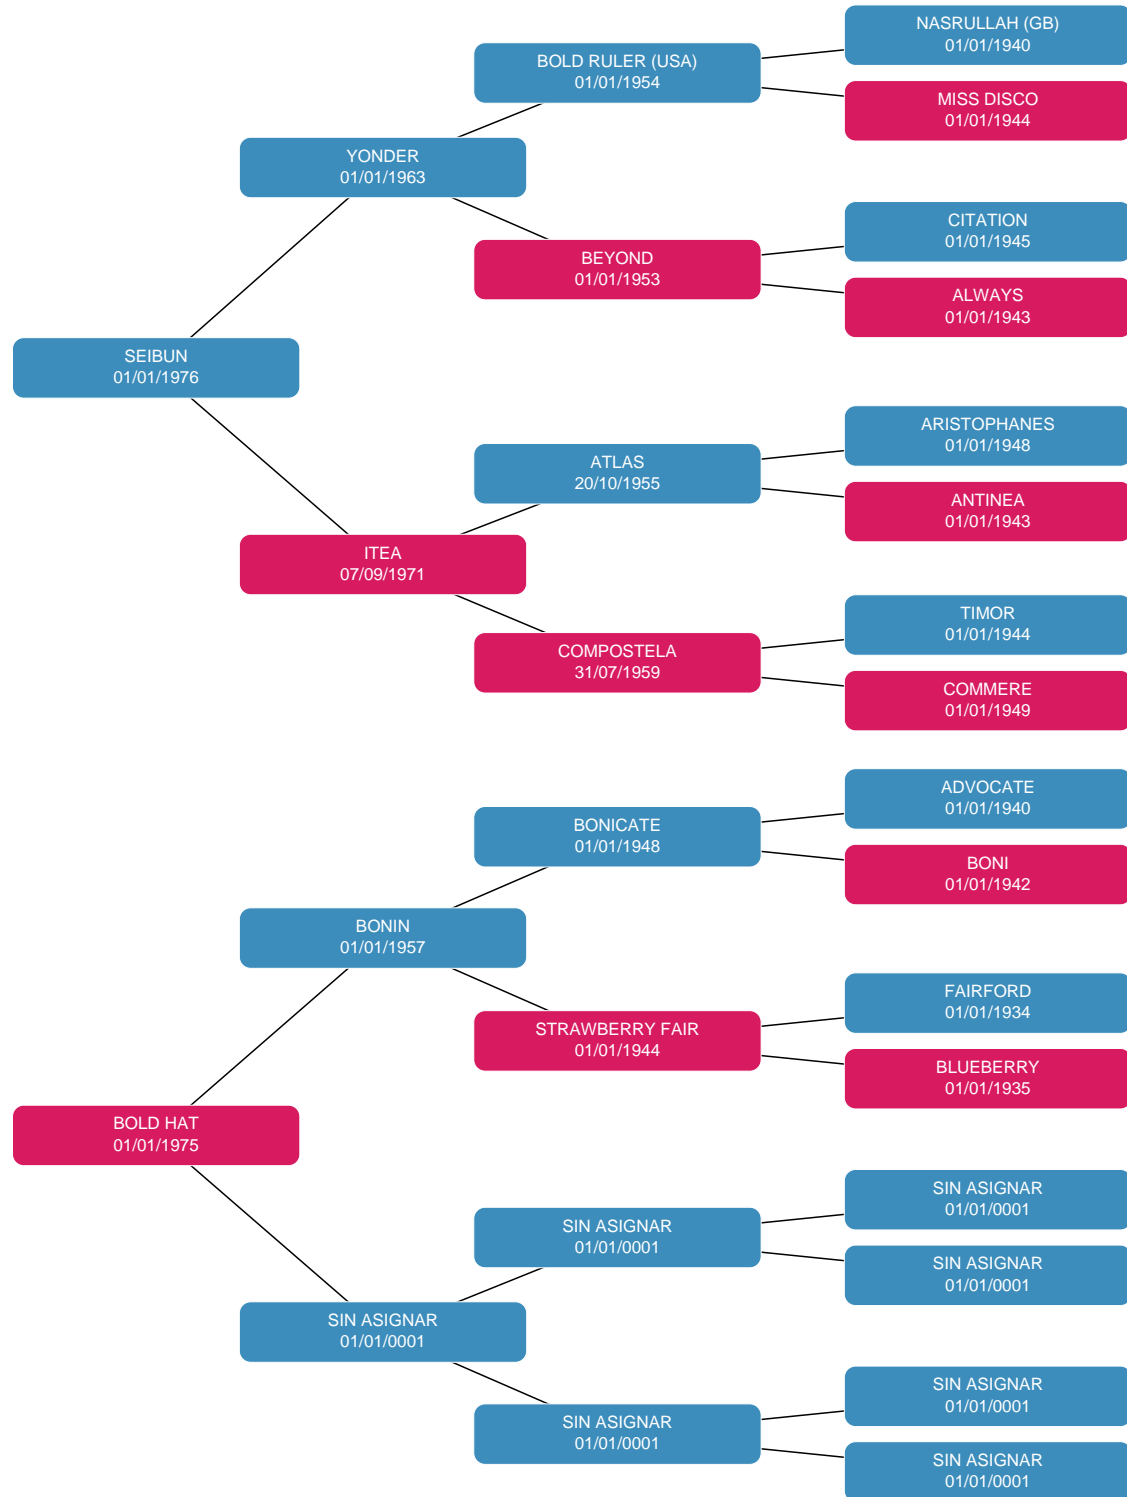 NASRULLAH (GB)
01/01/1940
BOLD RULER (USA)
01/01/1954
MISS DISCO
01/01/1944
YONDER
01/01/1963
CITATION
01/01/1945
BEYOND
01/01/1953
ALWAYS
01/01/1943
SEIBUN
01/01/1976
ARISTOPHANES
01/01/1948
ATLAS
20/10/1955
ANTINEA
01/01/1943
ITEA
07/09/1971
TIMOR
01/01/1944
COMPOSTELA
31/07/1959
COMMERE
01/01/1949
ADVOCATE
01/01/1940
BONICATE
01/01/1948
BONI
01/01/1942
BONIN
01/01/1957
FAIRFORD
01/01/1934
STRAWBERRY FAIR
01/01/1944
BLUEBERRY
01/01/1935
BOLD HAT
01/01/1975
SIN ASIGNAR
01/01/0001
SIN ASIGNAR
01/01/0001
SIN ASIGNAR
01/01/0001
SIN ASIGNAR
01/01/0001
SIN ASIGNAR
01/01/0001
SIN ASIGNAR
01/01/0001
SIN ASIGNAR
01/01/0001